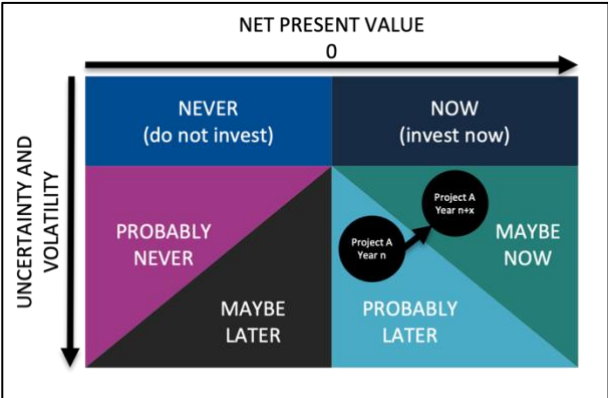 NET PRESENT VALUE
0
UNCERTAINTY AND
VOLATILITY
NEVER
(do not invest)
NOW
(invest now)
PROBABLY
NEVER
MAYBE
LATER
Project A
Year n
Project A
Year n+x
PROBABLY
LATER
MAYBE
NOW